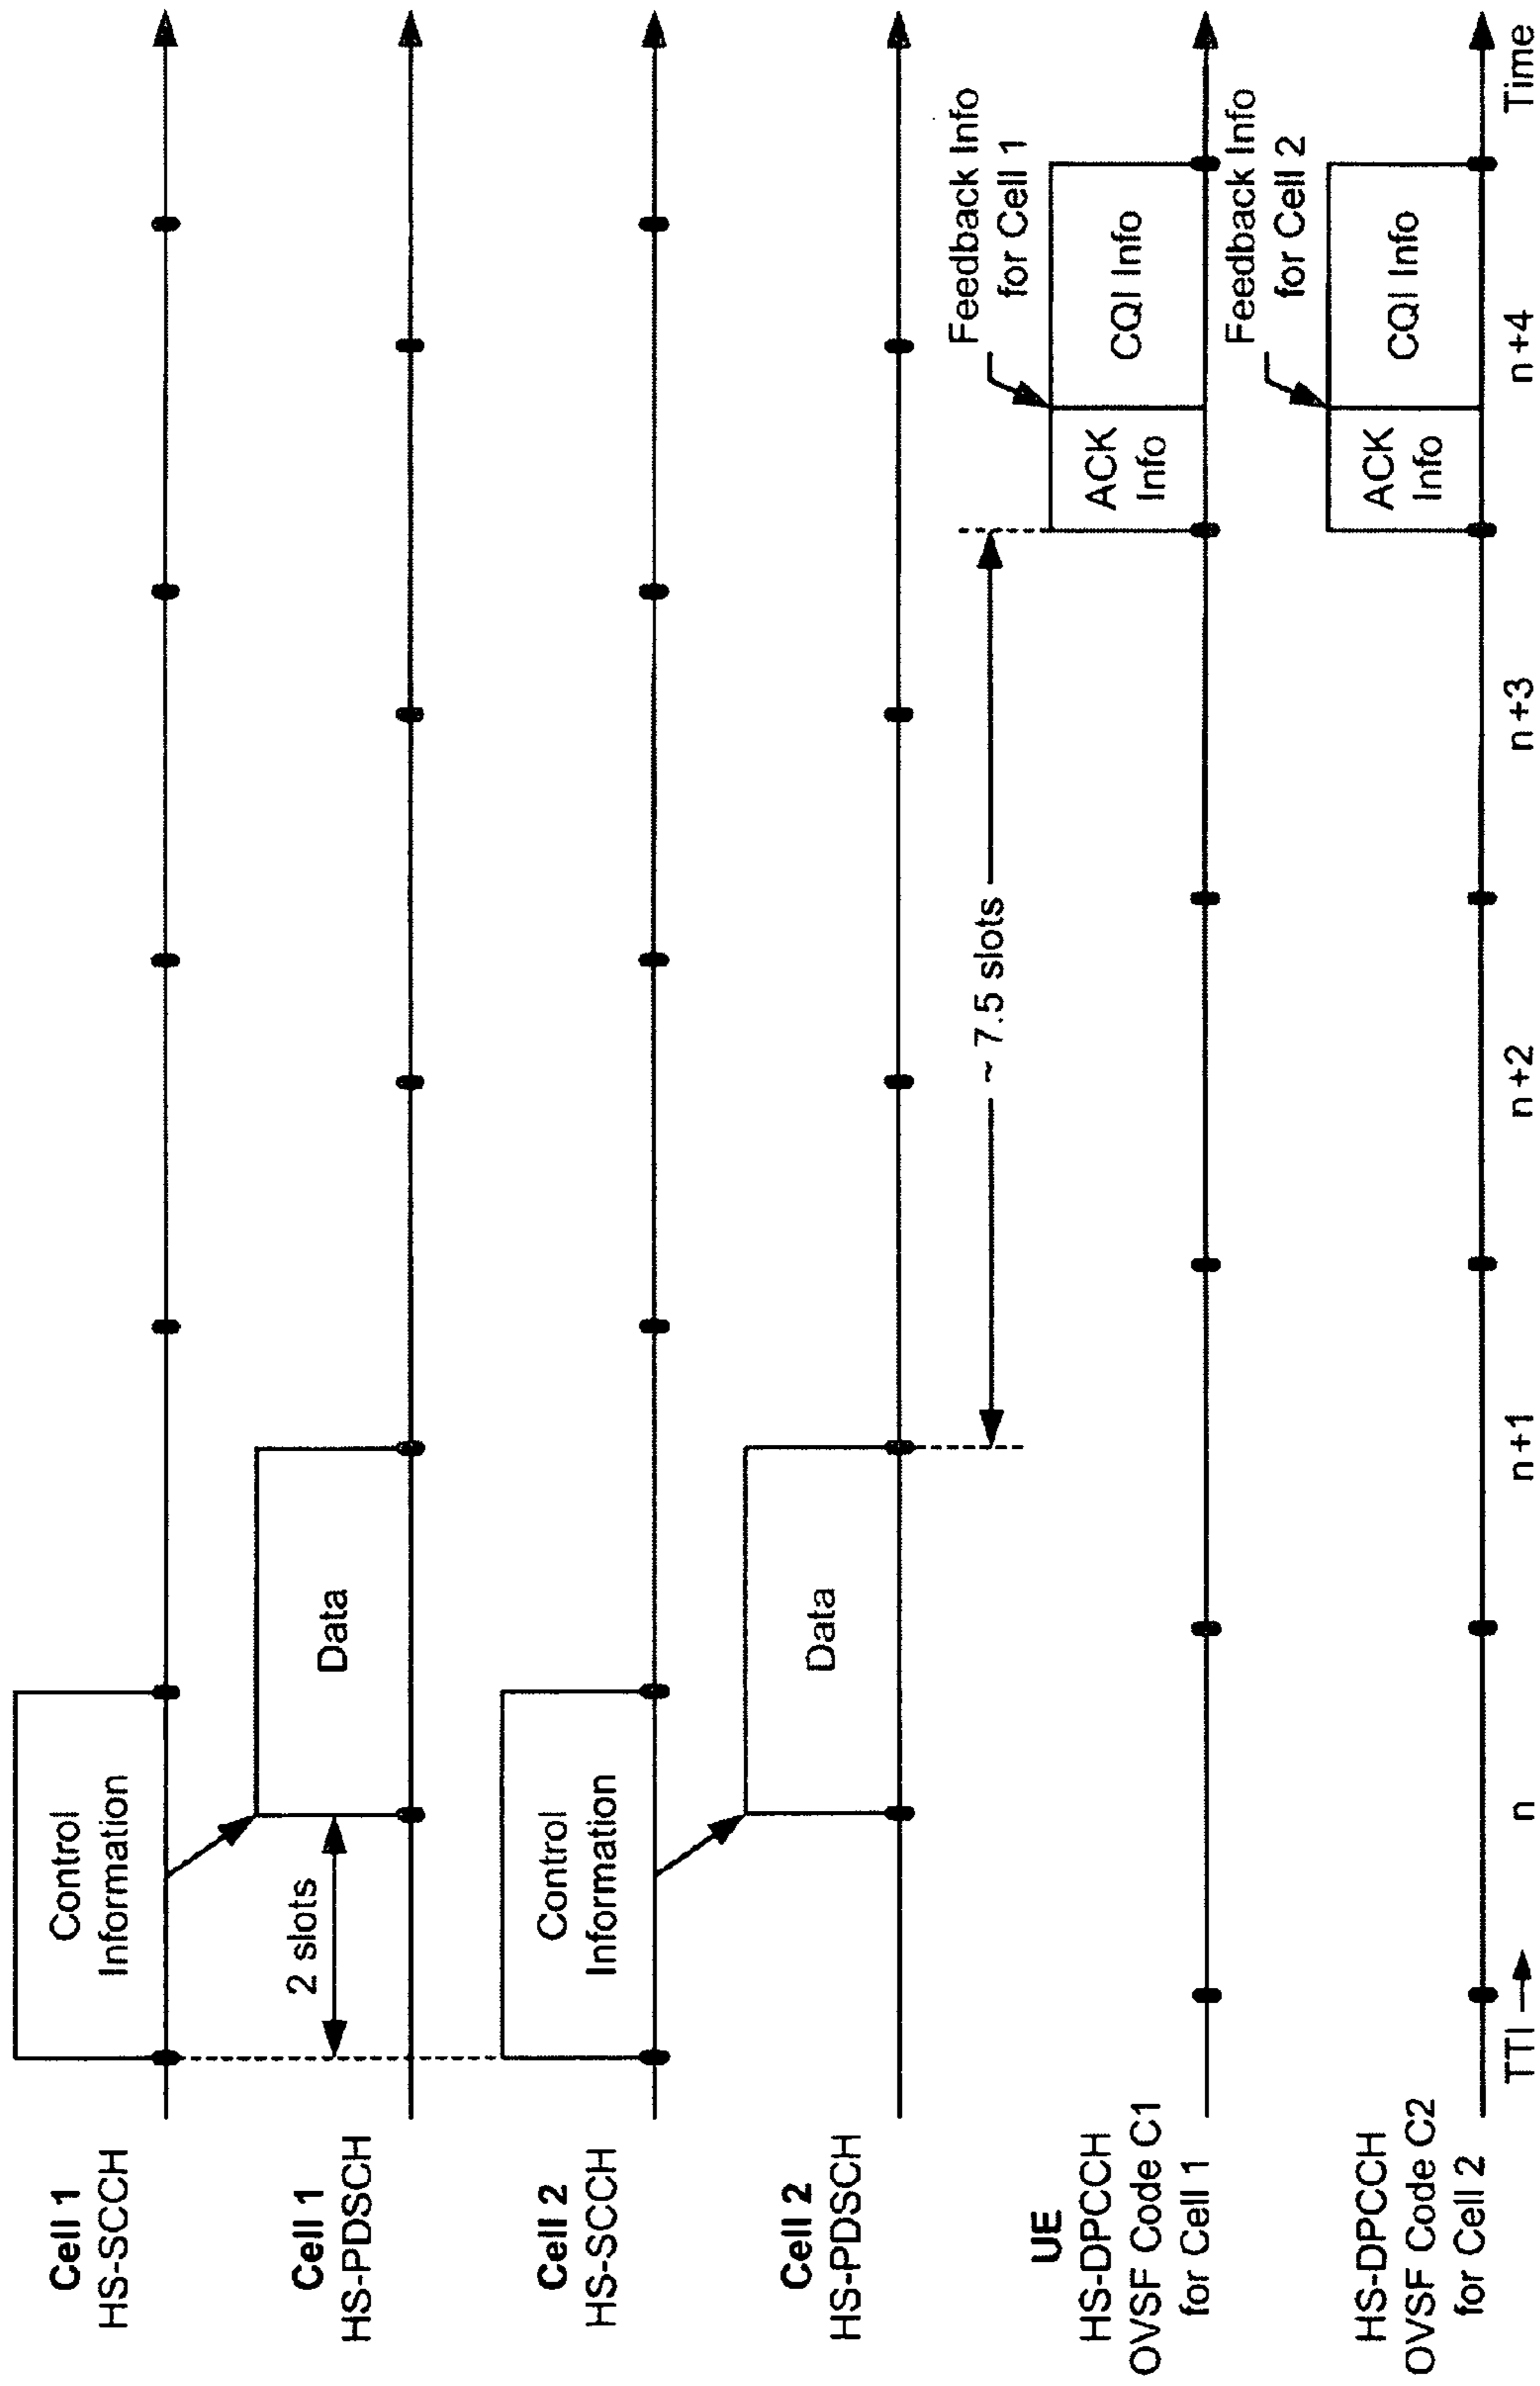 Cell 1
HS-SCCH
Control
Information
Cell 1
HS-PDSCH
2 slots
Data
Cell 2
HS-SCCH
Control
Information
Cell 2
HS-PDSCH
Data
~ 7.5 slots
UE
HS-DPCCH
OVSF Code C1
for Cell 1
ACK
Info
CQI Info
Feedback Info
for Cell 1
HS-DPCCH
OVSF Code C2
for Cell 2
ACK
Info
CQI Info
Feedback Info
for Cell 2
TTI n n+1 n+2 n+3 n+4 Time